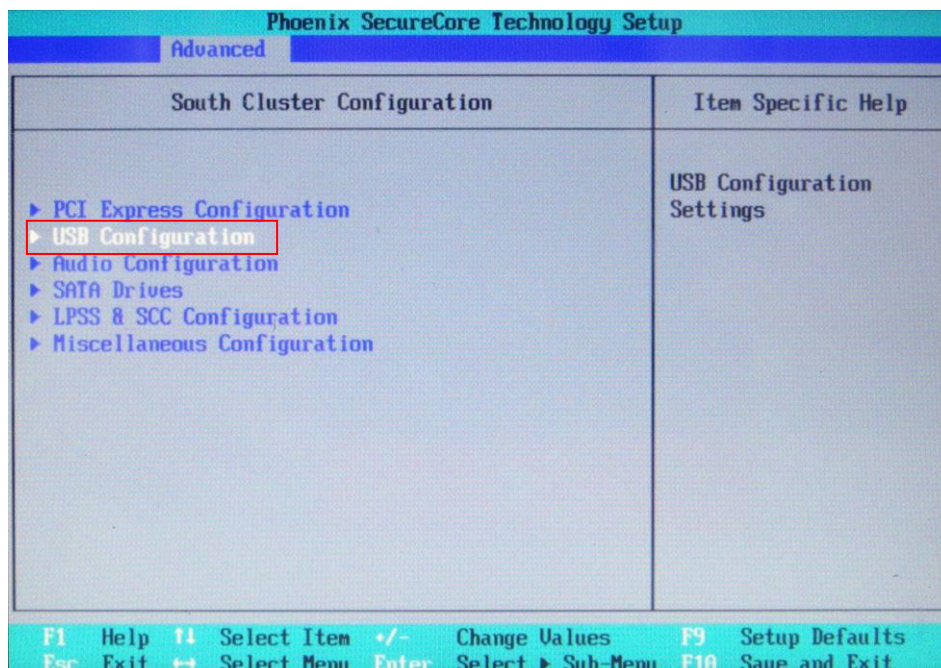 Phoenix SecureCore Technology Setup
Advanced
South Cluster Configuration
Item Specific Help
▶ PCI Express Configuration
▶ USB Configuration
▶ Audio Configuration
▶ SATA Drives
▶ LPSS & SCC Configuration
▶ Miscellaneous Configuration
USB Configuration
Settings
F1 Help ↑↓ Select Item +/- Change Values F9 Setup Defaults
Esc Exit ↔ Select Menu Enter Select ▶ Sub-Menu F10 Save and Exit